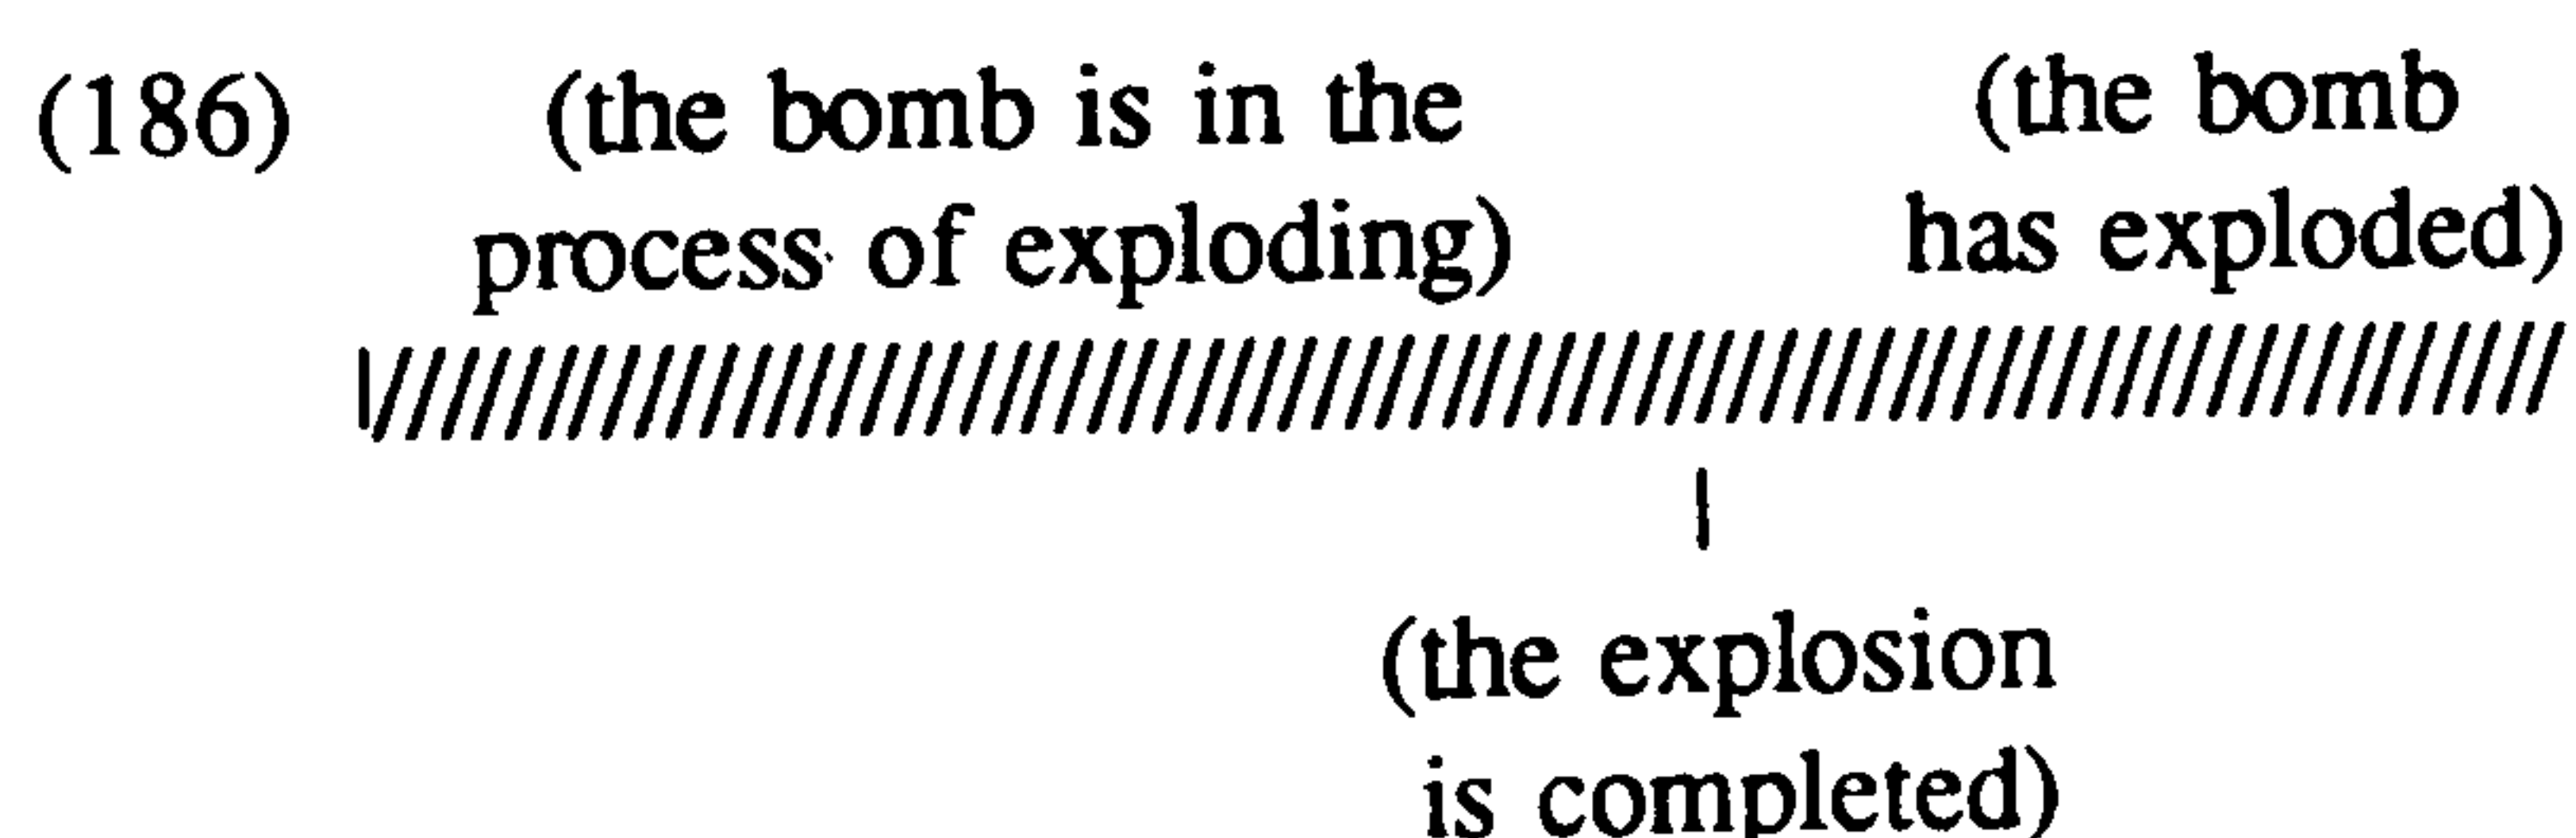 (186) (the bomb is in the (the bomb
process of exploding) has exploded)
|////////////////////////////////////////////////////////////////////
|
(the explosion
is completed)